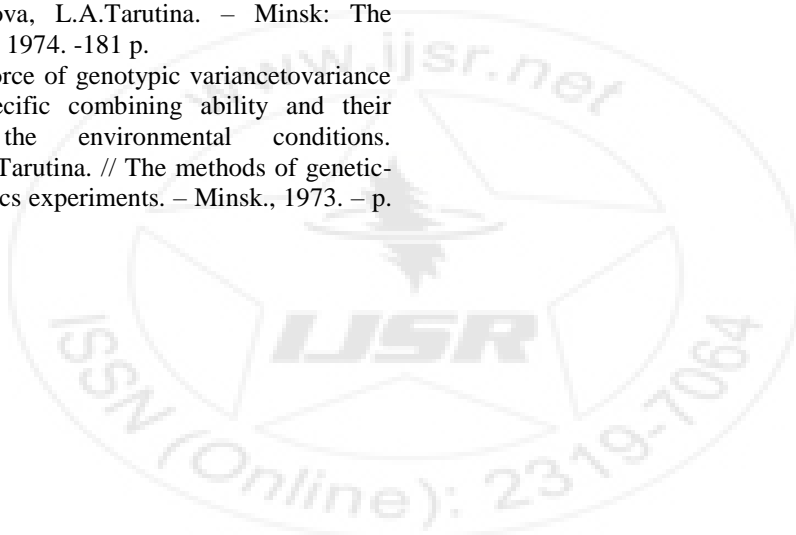 ova, L.A.Tarutina. – Minsk: The
1974. -181 p.
orce of genotypic variancetovariance
ecific combining ability and their
the environmental conditions.
Tarutina. // The methods of genetic-
cs experiments. – Minsk., 1973. – p.
www.ijsr.net
IJSR
ISSN (Online): 2319-7064